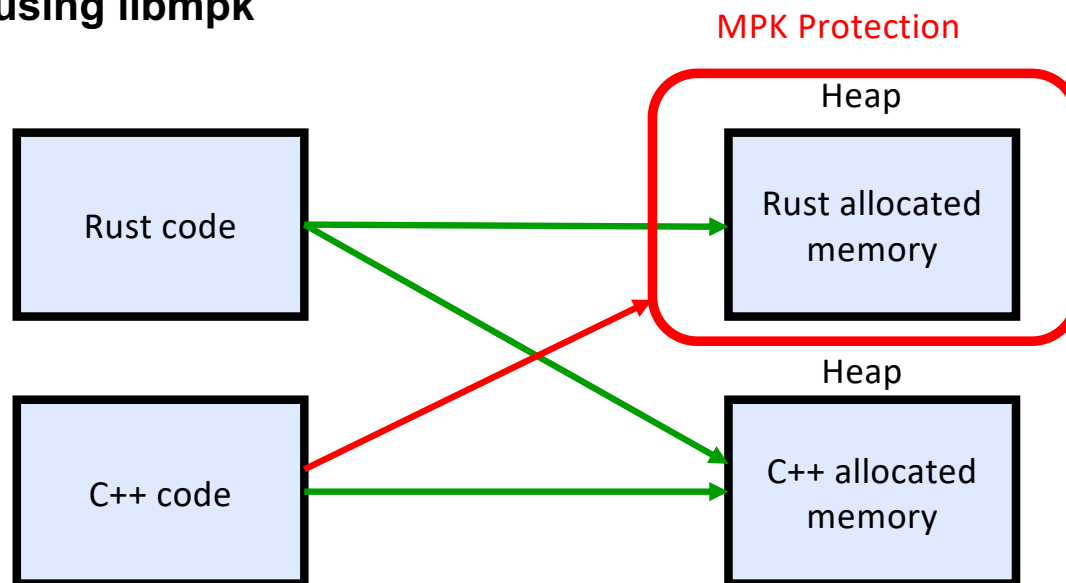 using libmpk
MPK Protection
Heap
Rust code
Rust allocated
memory
Heap
C++ code
C++ allocated
memory